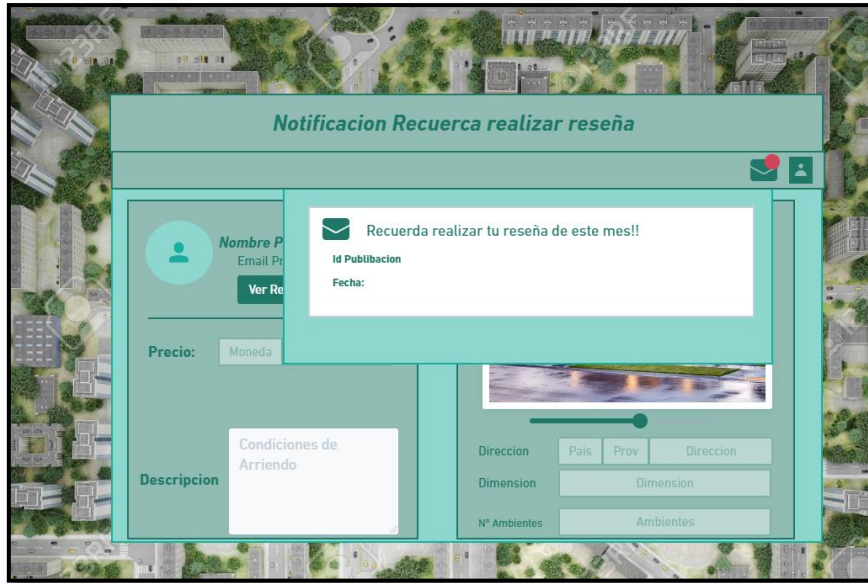 Notificacion Recuerca realizar reseña
Recuerda realizar tu reseña de este mes!!
Id Publibacion
Fecha:
Nombre P
Email Pr
Ver Re
Precio:
Moneda
Descripcion
Condiciones de
Arriendo
Direccion
Pais
Prov
Direccion
Dimension
Dimension
Nº Ambientes
Ambientes